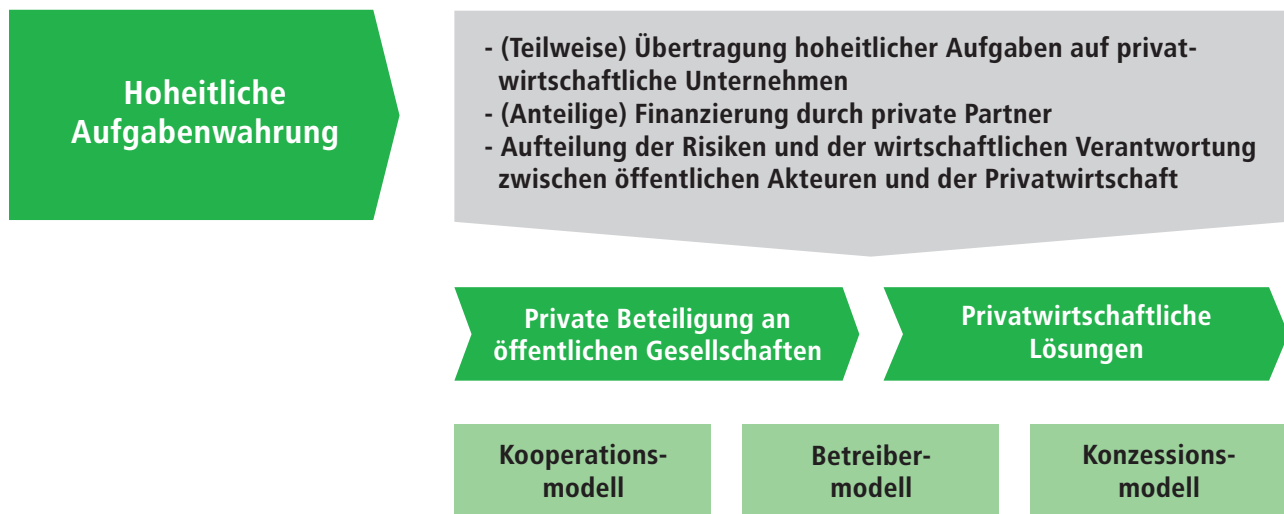 Hoheitliche
Aufgabenwahrung
- (Teilweise) Übertragung hoheitlicher Aufgaben auf privat-
wirtschaftliche Unternehmen
- (Anteilige) Finanzierung durch private Partner
- Aufteilung der Risiken und der wirtschaftlichen Verantwortung
zwischen öffentlichen Akteuren und der Privatwirtschaft
Private Beteiligung an
öffentlichen Gesellschaften
Privatwirtschaftliche
Lösungen
Kooperations-
modell
Betreiber-
modell
Konzessions-
modell